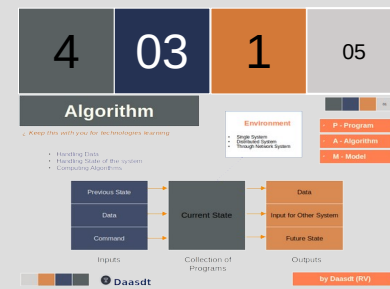 4
03
1
05
Algorithm
Keep this with you for technologies learning
Environment
Single System
Distributed System
Through Network System
P - Program
A - Algorithm
M - Model
Handling Data
Handling State of the system
Computing Algorithms
Previous State
Data
Command
Current State
Data
Input for Other System
Future State
Inputs
Collection of
Programs
Outputs
Daasdt
by Daasdt (RV)